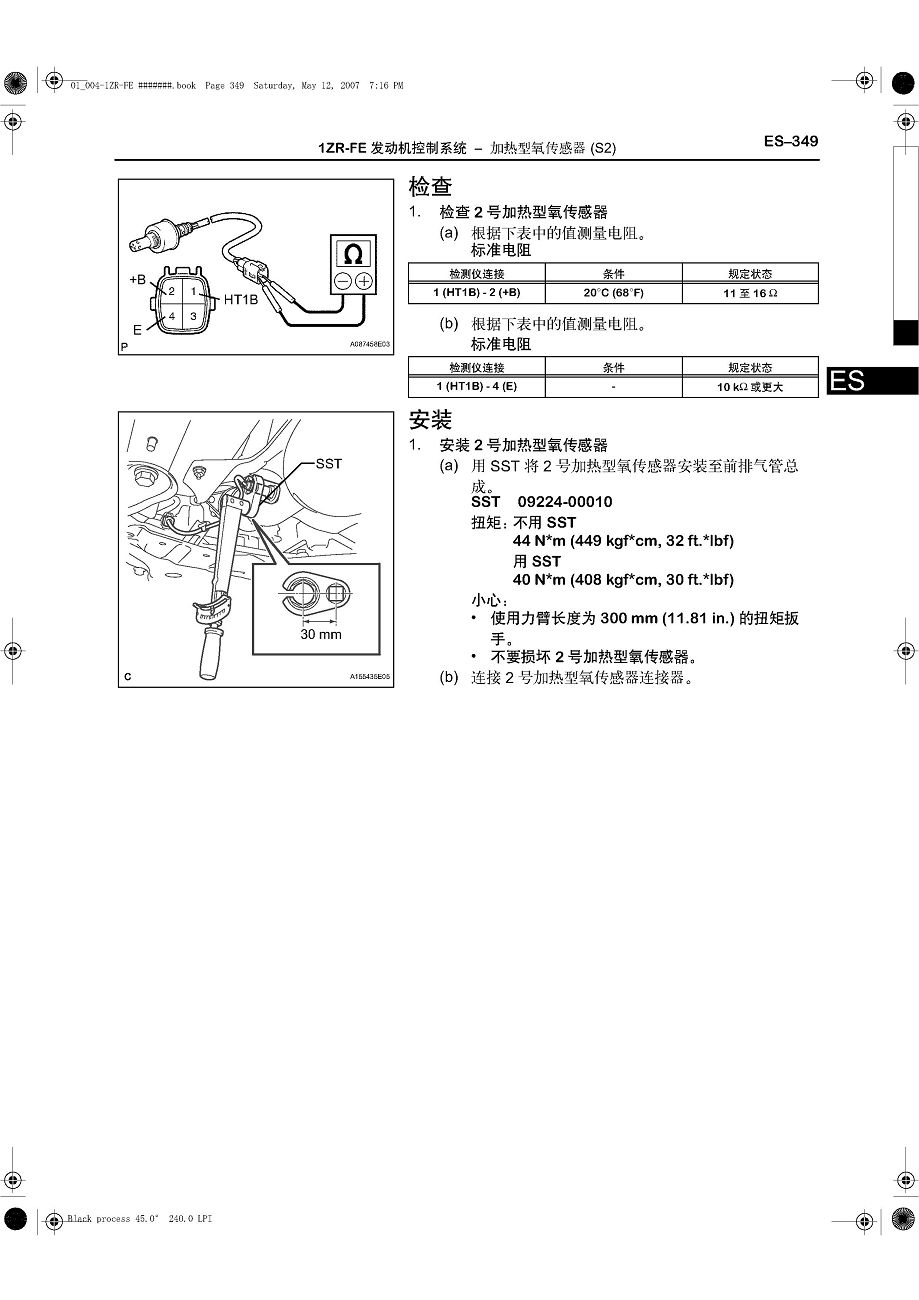 01_004-1ZR-FE #######.book Page 349 Saturday, May 12, 2007 7:16 PM
1ZR-FE 发动机控制系统 – 加热型氧传感器 (S2)
ES–349
+B
2 1
HT1B
4 3
E
Ω
P
A087458E03
检查
1. 检查 2 号加热型氧传感器
(a) 根据下表中的值测量电阻。
标准电阻
检测仪连接 条件 规定状态
1 (HT1B) - 2 (+B) 20°C (68°F) 11 至 16 Ω
(b) 根据下表中的值测量电阻。
标准电阻
检测仪连接 条件 规定状态
1 (HT1B) - 4 (E) - 10 kΩ 或更大
ES
SST
30 mm
C
A155435E05
安装
1. 安装 2 号加热型氧传感器
(a) 用 SST 将 2 号加热型氧传感器安装至前排气管总
成。
SST 09224-00010
扭矩: 不用 SST
44 N*m (449 kgf*cm, 32 ft.*lbf)
用 SST
40 N*m (408 kgf*cm, 30 ft.*lbf)
小心:
• 使用力臂长度为 300 mm (11.81 in.) 的扭矩扳
手。
• 不要损坏 2 号加热型氧传感器。
(b) 连接 2 号加热型氧传感器连接器。
Black process 45.0° 240.0 LPI